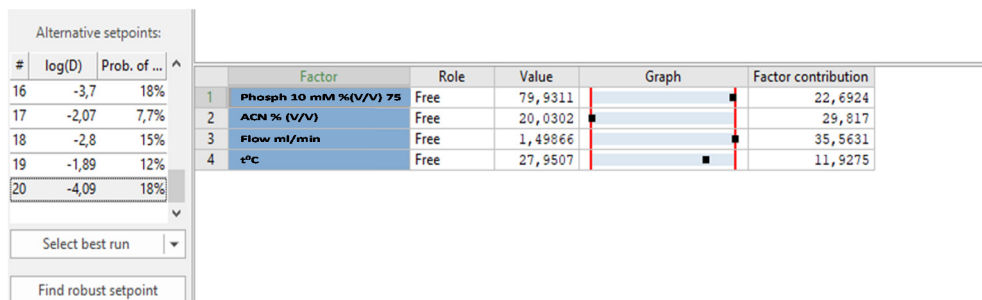 Alternative setpoints:
# log(D) Prob. of ...
16 -3,7 18%
17 -2,07 7,7%
18 -2,8 15%
19 -1,89 12%
20 -4,09 18%
Select best run
Find robust setpoint
Factor Role Value Graph Factor contribution
1 Phosph 10 mM %(V/V) 75 Free 79,9311 22,6924
2 ACN % (V/V) Free 20,0302 29,817
3 Flow ml/min Free 1,49866 35,5631
4 t°C Free 27,9507 11,9275